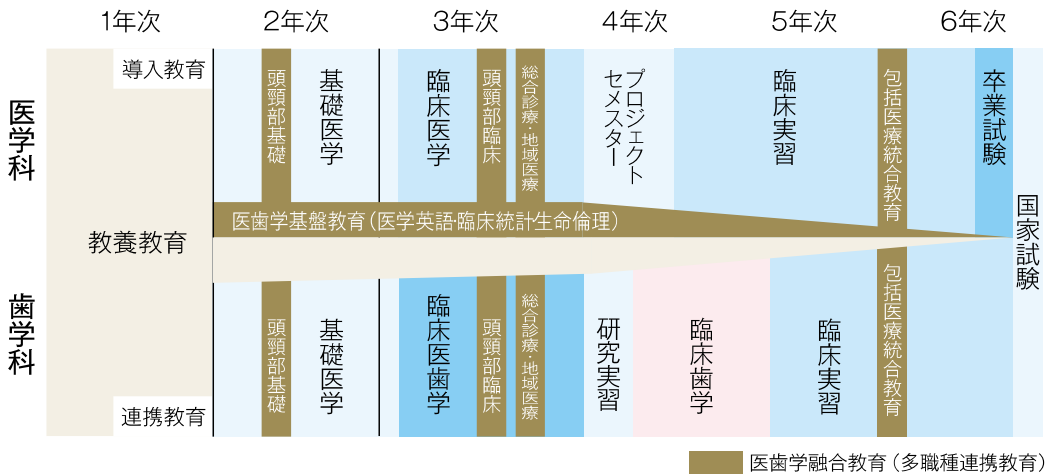 1年次
2年次
3年次
4年次
5年次
6年次
医学科
導入教育
頭頸部基礎
基礎医学
臨床医学
頭頸部臨床
総合診療・地域医療
プロジェクト
セメスター
臨床実習
包括医療統合教育
卒業試験
医歯学基盤教育(医学英語・臨床統計・生命倫理)
教養教育
国家試験
歯学科
連携教育
頭頸部基礎
基礎医学
臨床医歯学
頭頸部臨床
総合診療・地域医療
研究実習
臨床歯学
臨床実習
包括医療統合教育
医歯学融合教育(多職種連携教育)